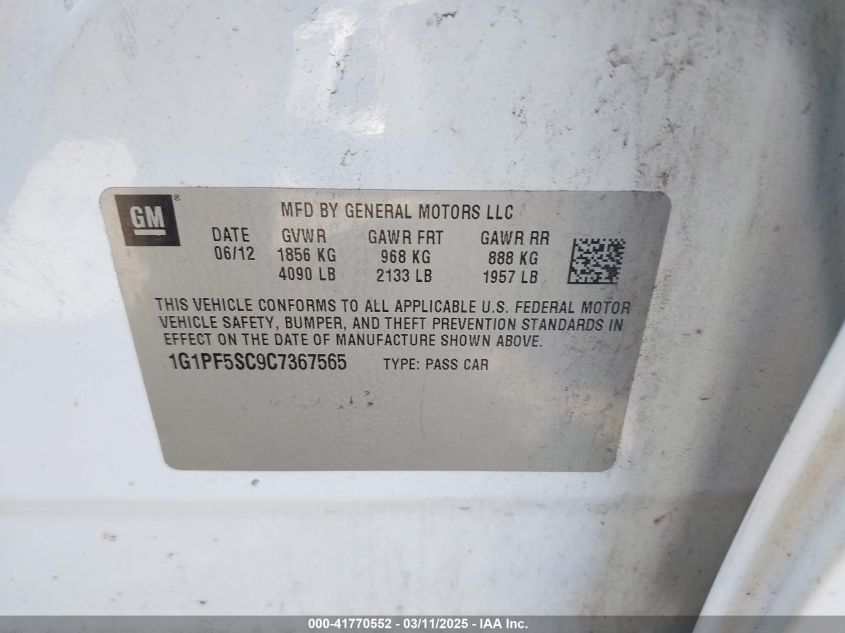 GM®
MFD BY GENERAL MOTORS LLC
DATE GVWR GAWR FRT GAWR RR
06/12 1856 KG 968 KG 888 KG
4090 LB 2133 LB 1957 LB
THIS VEHICLE CONFORMS TO ALL APPLICABLE U.S. FEDERAL MOTOR
VEHICLE SAFETY, BUMPER, AND THEFT PREVENTION STANDARDS IN
EFFECT ON THE DATE OF MANUFACTURE SHOWN ABOVE.
1G1PF5SC9C7367565 TYPE: PASS CAR
000-41770552 - 03/11/2025 - IAA Inc.